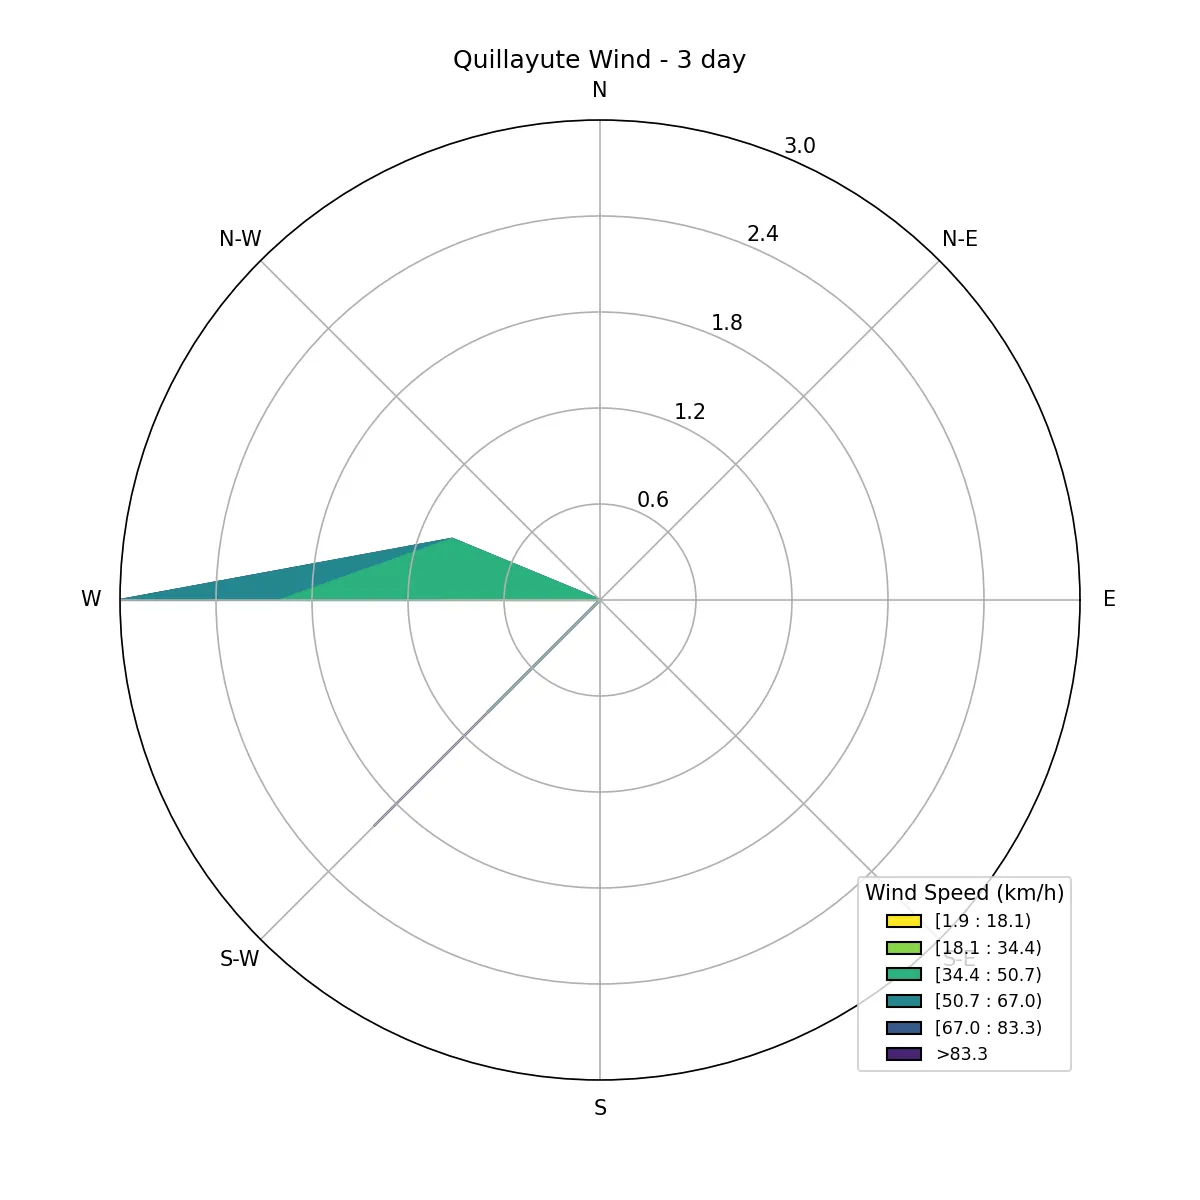 Quillayute Wind - 3 day
N
3.0
N-W
2.4
N-E
1.8
1.2
0.6
W
E
S-W
S-E
S
Wind Speed (km/h)
[1.9 : 18.1)
[18.1 : 34.4)
[34.4 : 50.7)
[50.7 : 67.0)
[67.0 : 83.3)
>83.3